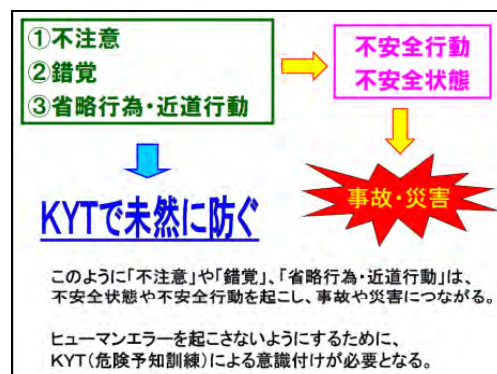 ①不注意
②錯覚
③省略行為・近道行動
不安全行動
不安全状態
KYTで未然に防ぐ
事故・災害
このように「不注意」や「錯覚」、「省略行為・近道行動」は、
不安全状態や不安全行動を起こし、事故や災害につながる。
ヒューマンエラーを起こさないようにするために、
KYT(危険予知訓練)による意識付けが必要となる。